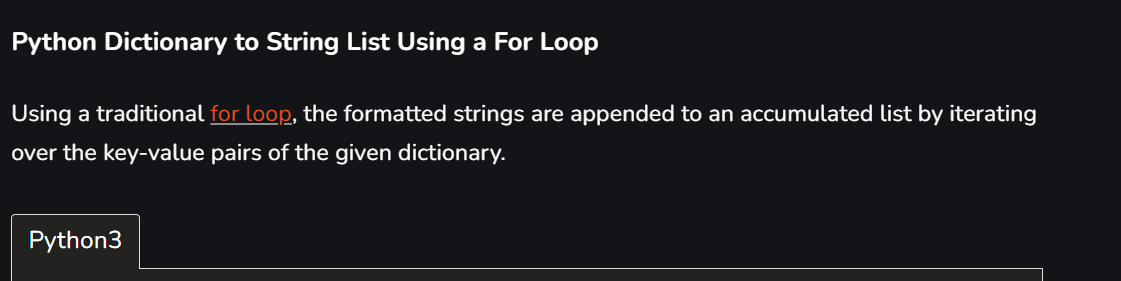 Python Dictionary to String List Using a For Loop
Using a traditional for loop, the formatted strings are appended to an accumulated list by iterating
over the key-value pairs of the given dictionary.
Python3